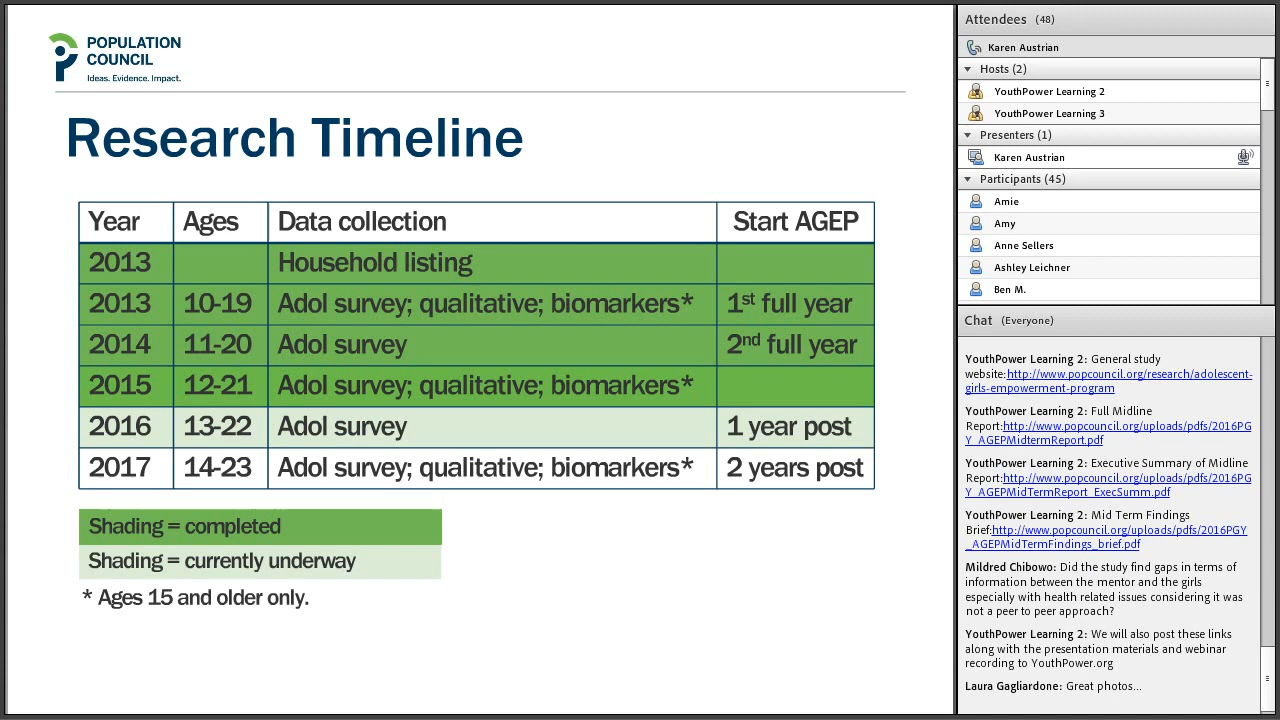 POPULATION
COUNCIL
Ideas. Evidence. Impact.
Research Timeline
Year Ages Data collection Start AGEP
2013 Household listing
2013 10-19 Adol survey; qualitative; biomarkers* 1st full year
2014 11-20 Adol survey 2nd full year
2015 12-21 Adol survey; qualitative; biomarkers*
2016 13-22 Adol survey 1 year post
2017 14-23 Adol survey; qualitative; biomarkers* 2 years post
Shading = completed
Shading = currently underway
* Ages 15 and older only.
Attendees (48)
Karen Austrian
Hosts (2)
YouthPower Learning 2
YouthPower Learning 3
Presenters (1)
Karen Austrian
Participants (45)
Amie
Amy
Anne Sellers
Ashley Leichner
Ben M.
Chat (Everyone)
YouthPower Learning 2: General study
website:http://www.popcouncil.org/research/adolescent-
girls-empowerment-program
YouthPower Learning 2: Full Midline
Report:http://www.popcouncil.org/uploads/pdfs/2016PG
Y_AGEPMidtermReport.pdf
YouthPower Learning 2: Executive Summary of Midline
Report:http://www.popcouncil.org/uploads/pdfs/2016PG
Y_AGEPMidTermReport_ExecSumm.pdf
YouthPower Learning 2: Mid Term Findings
Brief:http://www.popcouncil.org/uploads/pdfs/2016PGY
_AGEPMidTermFindings_brief.pdf
Mildred Chibowo: Did the study find gaps in terms of
information between the mentor and the girls
especially with health related issues considering it was
not a peer to peer approach?
YouthPower Learning 2: We will also post these links
along with the presentation materials and webinar
recording to YouthPower.org
Laura Gagliardone: Great photos...